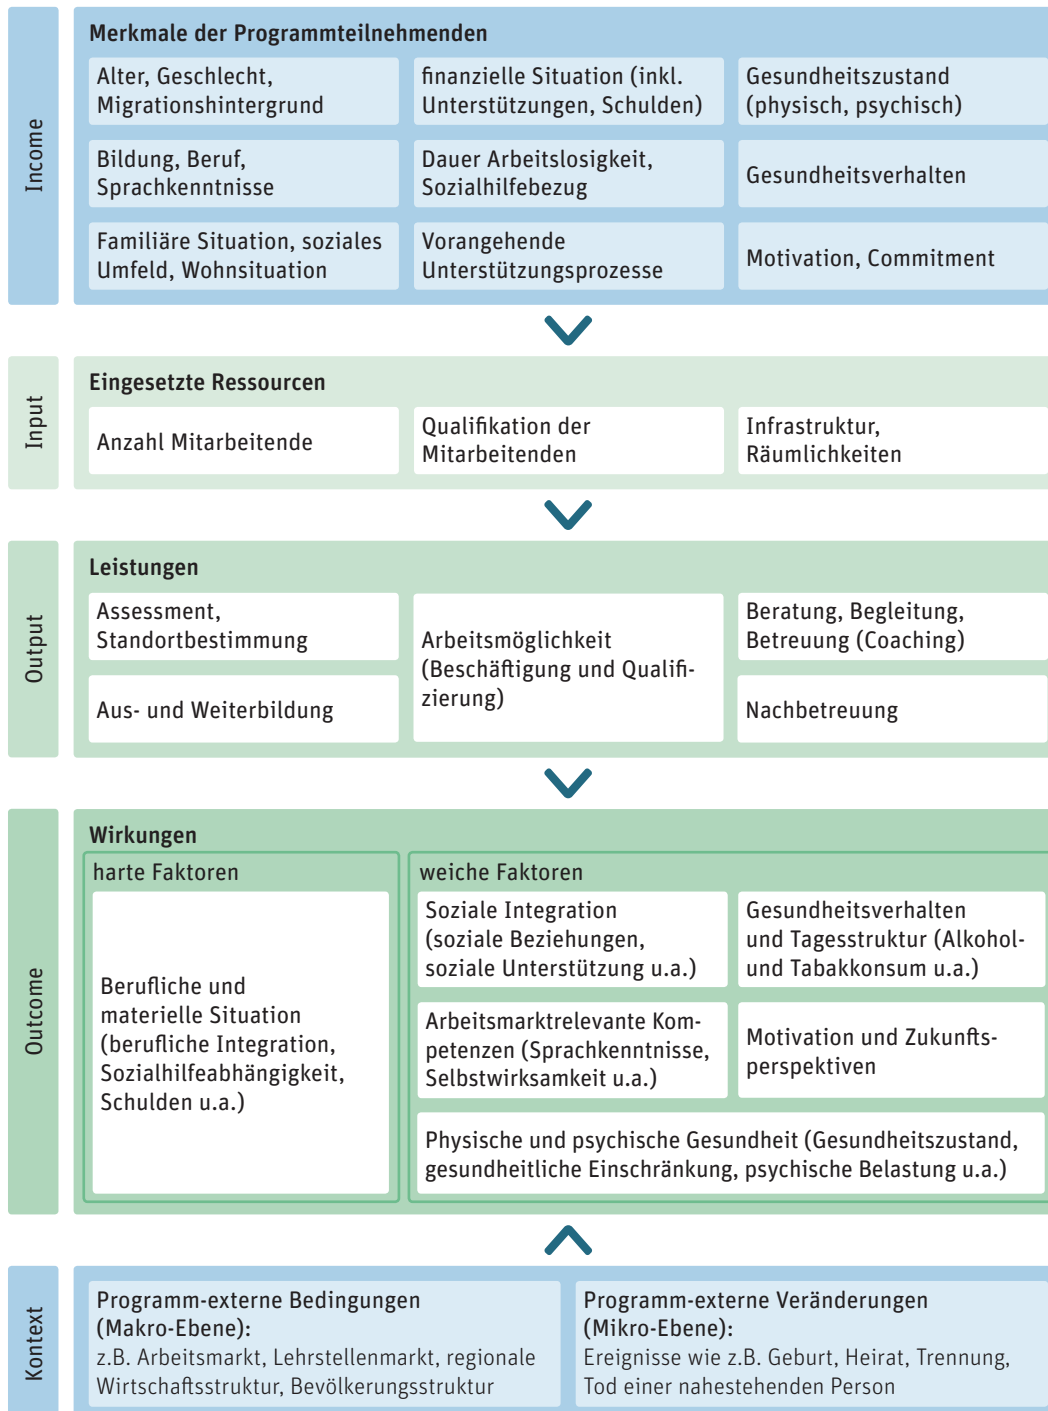 Income
Merkmale der Programmteilnehmenden
Alter, Geschlecht,
Migrationshintergrund
finanzielle Situation (inkl.
Unterstützungen, Schulden)
Gesundheitszustand
(physisch, psychisch)
Bildung, Beruf,
Sprachkenntnisse
Dauer Arbeitslosigkeit,
Sozialhilfebezug
Gesundheitsverhalten
Familiäre Situation, soziales
Umfeld, Wohnsituation
Vorangehende
Unterstützungsprozesse
Motivation, Commitment
Input
Eingesetzte Ressourcen
Anzahl Mitarbeitende
Qualifikation der
Mitarbeitenden
Infrastruktur,
Räumlichkeiten
Output
Leistungen
Assessment,
Standortbestimmung
Aus- und Weiterbildung
Arbeitsmöglichkeit
(Beschäftigung und Qualifi-
zierung)
Beratung, Begleitung,
Betreuung (Coaching)
Nachbetreuung
Outcome
Wirkungen
harte Faktoren
Berufliche und
materielle Situation
(berufliche Integration,
Sozialhilfeabhängigkeit,
Schulden u.a.)
weiche Faktoren
Soziale Integration
(soziale Beziehungen,
soziale Unterstützung u.a.)
Gesundheitsverhalten
und Tagesstruktur (Alkohol-
und Tabakkonsum u.a.)
Arbeitsmarktrelevante Kom-
petenzen (Sprachkenntnisse,
Selbstwirksamkeit u.a.)
Motivation und Zukunfts-
perspektiven
Physische und psychische Gesundheit (Gesundheitszustand,
gesundheitliche Einschränkung, psychische Belastung u.a.)
Kontext
Programm-externe Bedingungen
(Makro-Ebene):
z.B. Arbeitsmarkt, Lehrstellenmarkt, regionale
Wirtschaftsstruktur, Bevölkerungsstruktur
Programm-externe Veränderungen
(Mikro-Ebene):
Ereignisse wie z.B. Geburt, Heirat, Trennung,
Tod einer nahestehenden Person